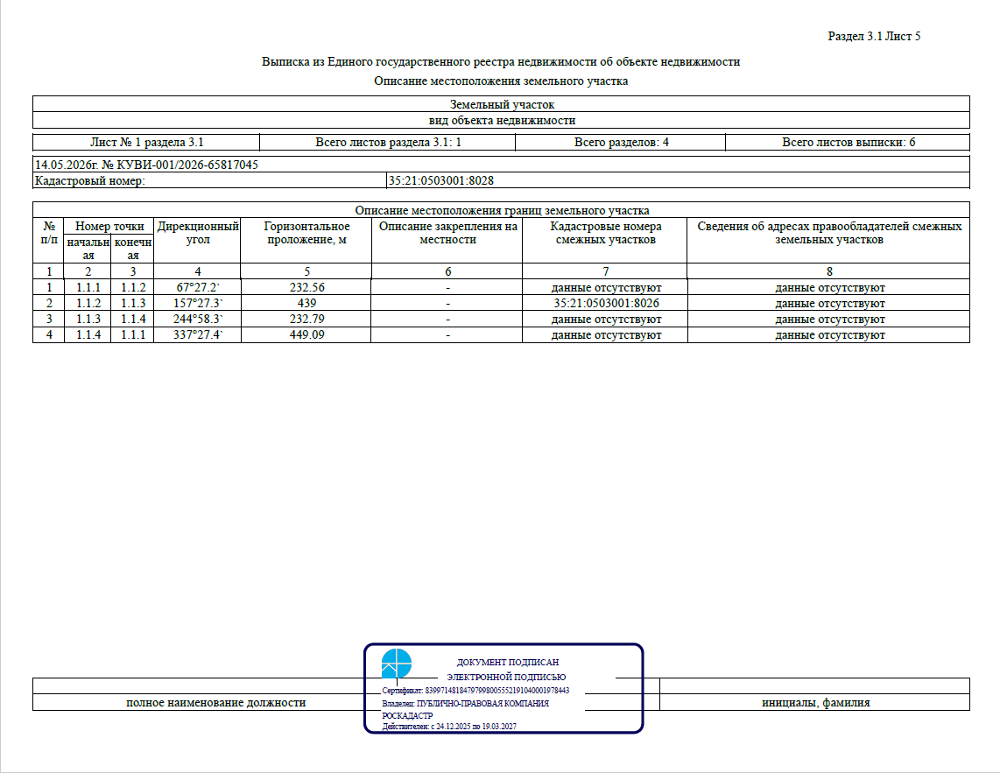 Раздел 3.1 Лист 5
Выписка из Единого государственного реестра недвижимости об объекте недвижимости
Описание местоположения земельного участка
Земельный участок
вид объекта недвижимости
Лист № 1 раздела 3.1 Всего листов раздела 3.1: 1 Всего разделов: 4 Всего листов выписки: 6
14.05.2026г. № КУВИ-001/2026-65817045
Кадастровый номер: 35:21:0503001:8028
Описание местоположения границ земельного участка
№ п/п Номер точки Дирекционный угол Горизонтальное проложение, м Описание закрепления на местности Кадастровые номера смежных участков Сведения об адресах правообладателей смежных земельных участков
начальная конечная
1 2 3 4 5 6 7 8
1 1.1.1 1.1.2 67°27.2` 232.56 - данные отсутствуют данные отсутствуют
2 1.1.2 1.1.3 157°27.3` 439 - 35:21:0503001:8026 данные отсутствуют
3 1.1.3 1.1.4 244°58.3` 232.79 - данные отсутствуют данные отсутствуют
4 1.1.4 1.1.1 337°27.4` 449.09 - данные отсутствуют данные отсутствуют
ДОКУМЕНТ ПОДПИСАН
ЭЛЕКТРОННОЙ ПОДПИСЬЮ
Сертификат: 83997148184797998005552191040001978443
Владелец: ПУБЛИЧНО-ПРАВОВАЯ КОМПАНИЯ
РОСКАДАСТР
Действителен: с 24.12.2025 по 19.03.2027
полное наименование должности инициалы, фамилия